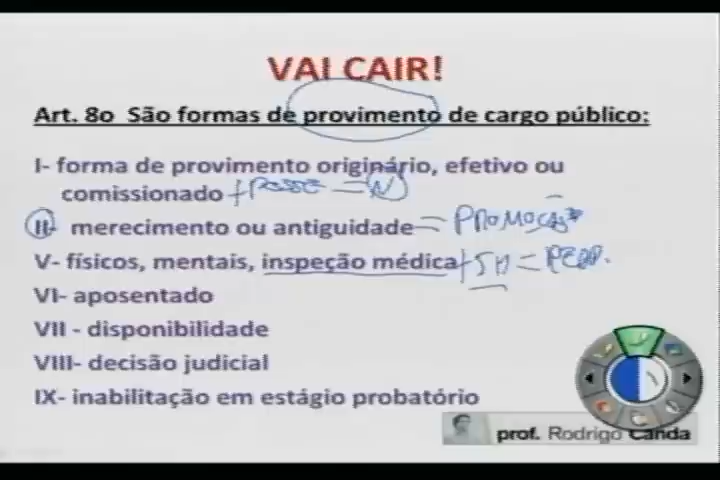 VAI CAIR!
Art. 8o São formas de provimento de cargo público:
I- forma de provimento originário, efetivo ou
comissionado + POSSE = N
II- merecimento ou antiguidade = PROMOÇÃO
V- físicos, mentais, inspeção médica +
VI- aposentado
VII - disponibilidade
VIII- decisão judicial
IX- inabilitação em estágio probatório
prof. Rodrigo Canda